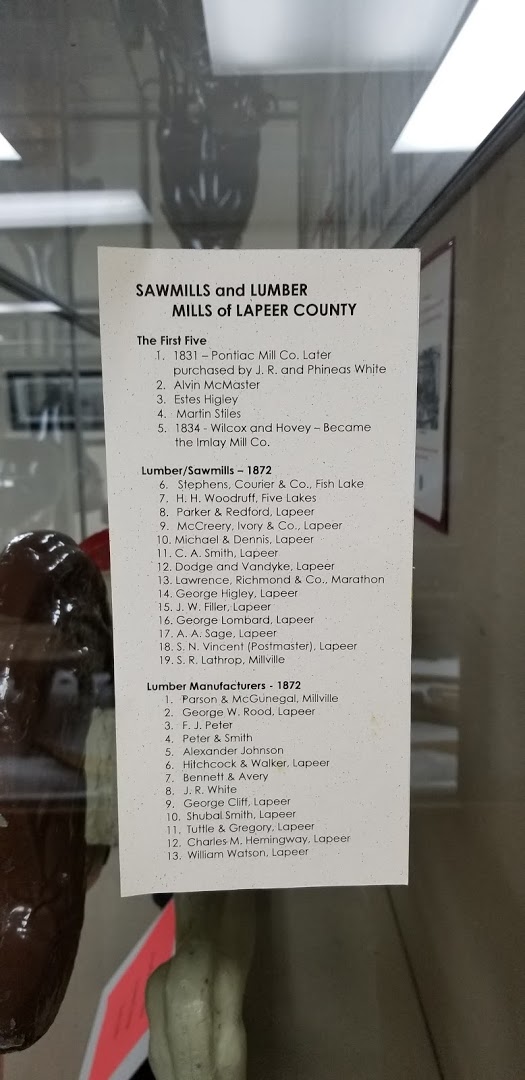 SAWMILLS and LUMBER
MILLS of LAPEER COUNTY
The First Five
1. 1831 – Pontiac Mill Co. Later
purchased by J. R. and Phineas White
2. Alvin McMaster
3. Estes Higley
4. Martin Stiles
5. 1834 - Wilcox and Hovey – Became
the Imlay Mill Co.
Lumber/Sawmills – 1872
6. Stephens, Courier & Co., Fish Lake
7. H. H. Woodruff, Five Lakes
8. Parker & Redford, Lapeer
9. McCreery, Ivory & Co., Lapeer
10. Michael & Dennis, Lapeer
11. C. A. Smith, Lapeer
12. Dodge and Vandyke, Lapeer
13. Lawrence, Richmond & Co., Marathon
14. George Higley, Lapeer
15. J. W. Filler, Lapeer
16. George Lombard, Lapeer
17. A. A. Sage, Lapeer
18. S. N. Vincent (Postmaster), Lapeer
19. S. R. Lathrop, Millville
Lumber Manufacturers - 1872
1. Parson & McGunegal, Millville
2. George W. Rood, Lapeer
3. F. J. Peter
4. Peter & Smith
5. Alexander Johnson
6. Hitchcock & Walker, Lapeer
7. Bennett & Avery
8. J. R. White
9. George Cliff, Lapeer
10. Shubal Smith, Lapeer
11. Tuttle & Gregory, Lapeer
12. Charles M. Hemingway, Lapeer
13. William Watson, Lapeer